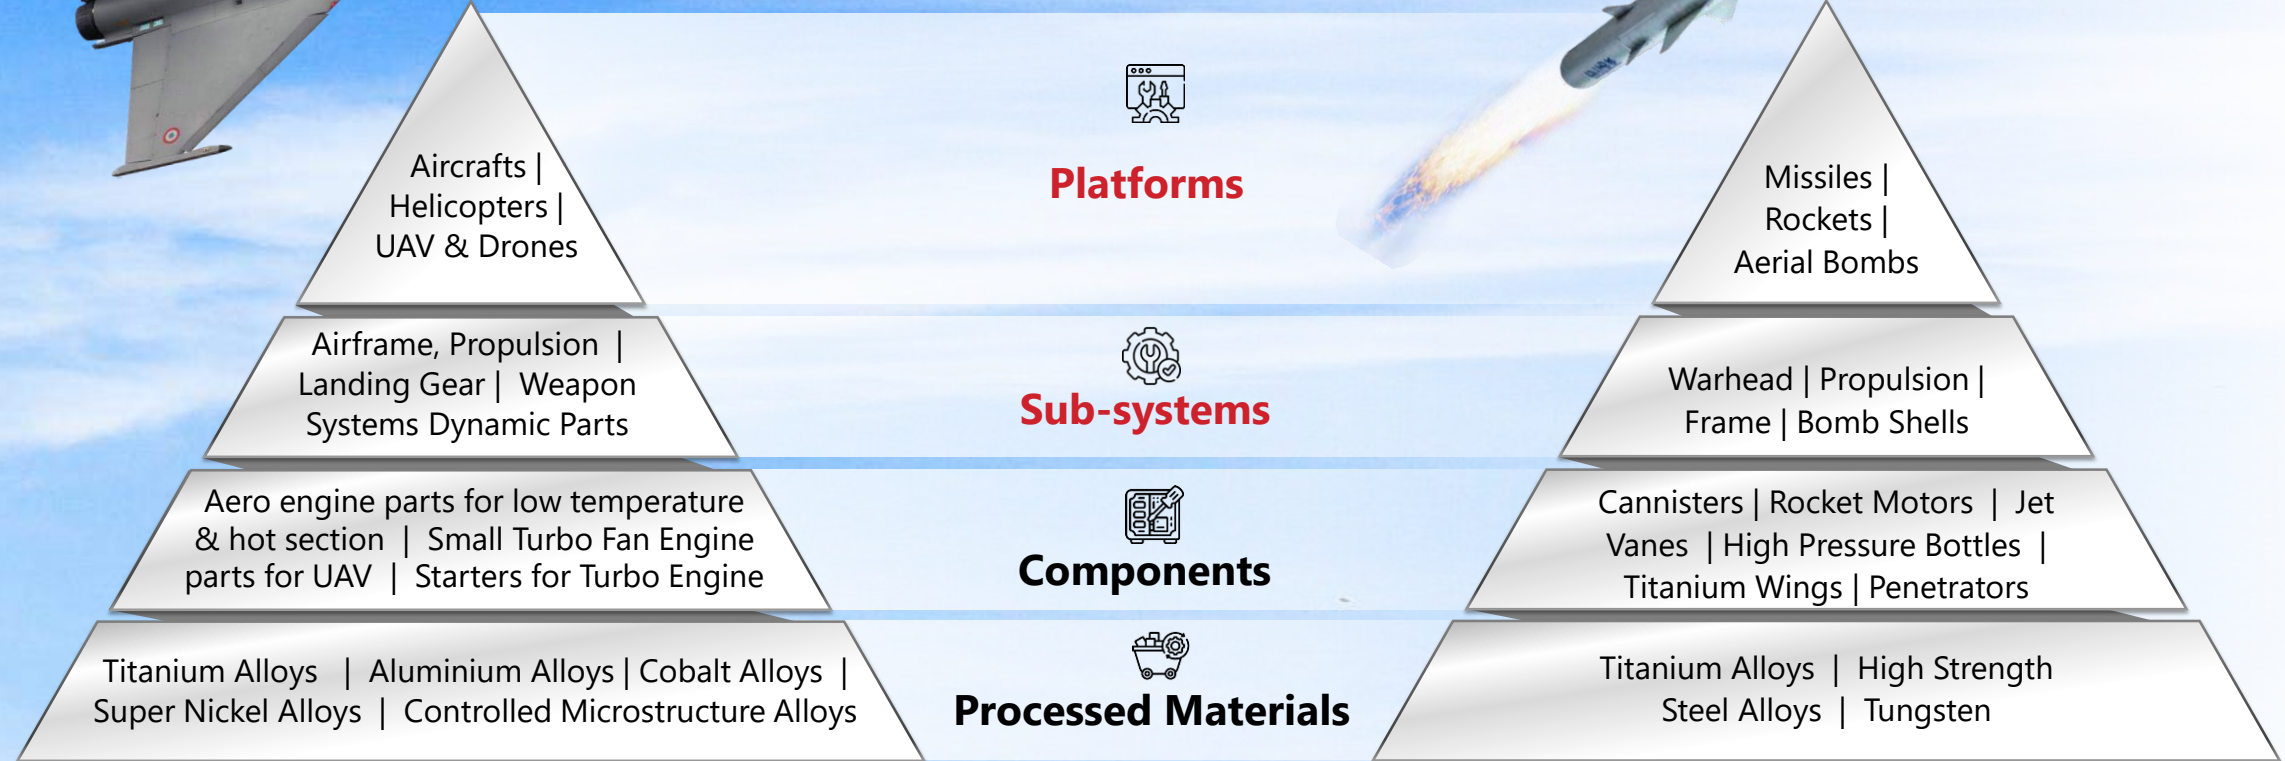 Aircrafts |
Helicopters |
UAV & Drones
Platforms
Missiles |
Rockets |
Aerial Bombs
Airframe, Propulsion |
Landing Gear | Weapon
Systems Dynamic Parts
Sub-systems
Warhead | Propulsion |
Frame | Bomb Shells
Aero engine parts for low temperature
& hot section | Small Turbo Fan Engine
parts for UAV | Starters for Turbo Engine
Components
Cannisters | Rocket Motors | Jet
Vanes | High Pressure Bottles |
Titanium Wings | Penetrators
Titanium Alloys | Aluminium Alloys | Cobalt Alloys |
Super Nickel Alloys | Controlled Microstructure Alloys
Processed Materials
Titanium Alloys | High Strength
Steel Alloys | Tungsten